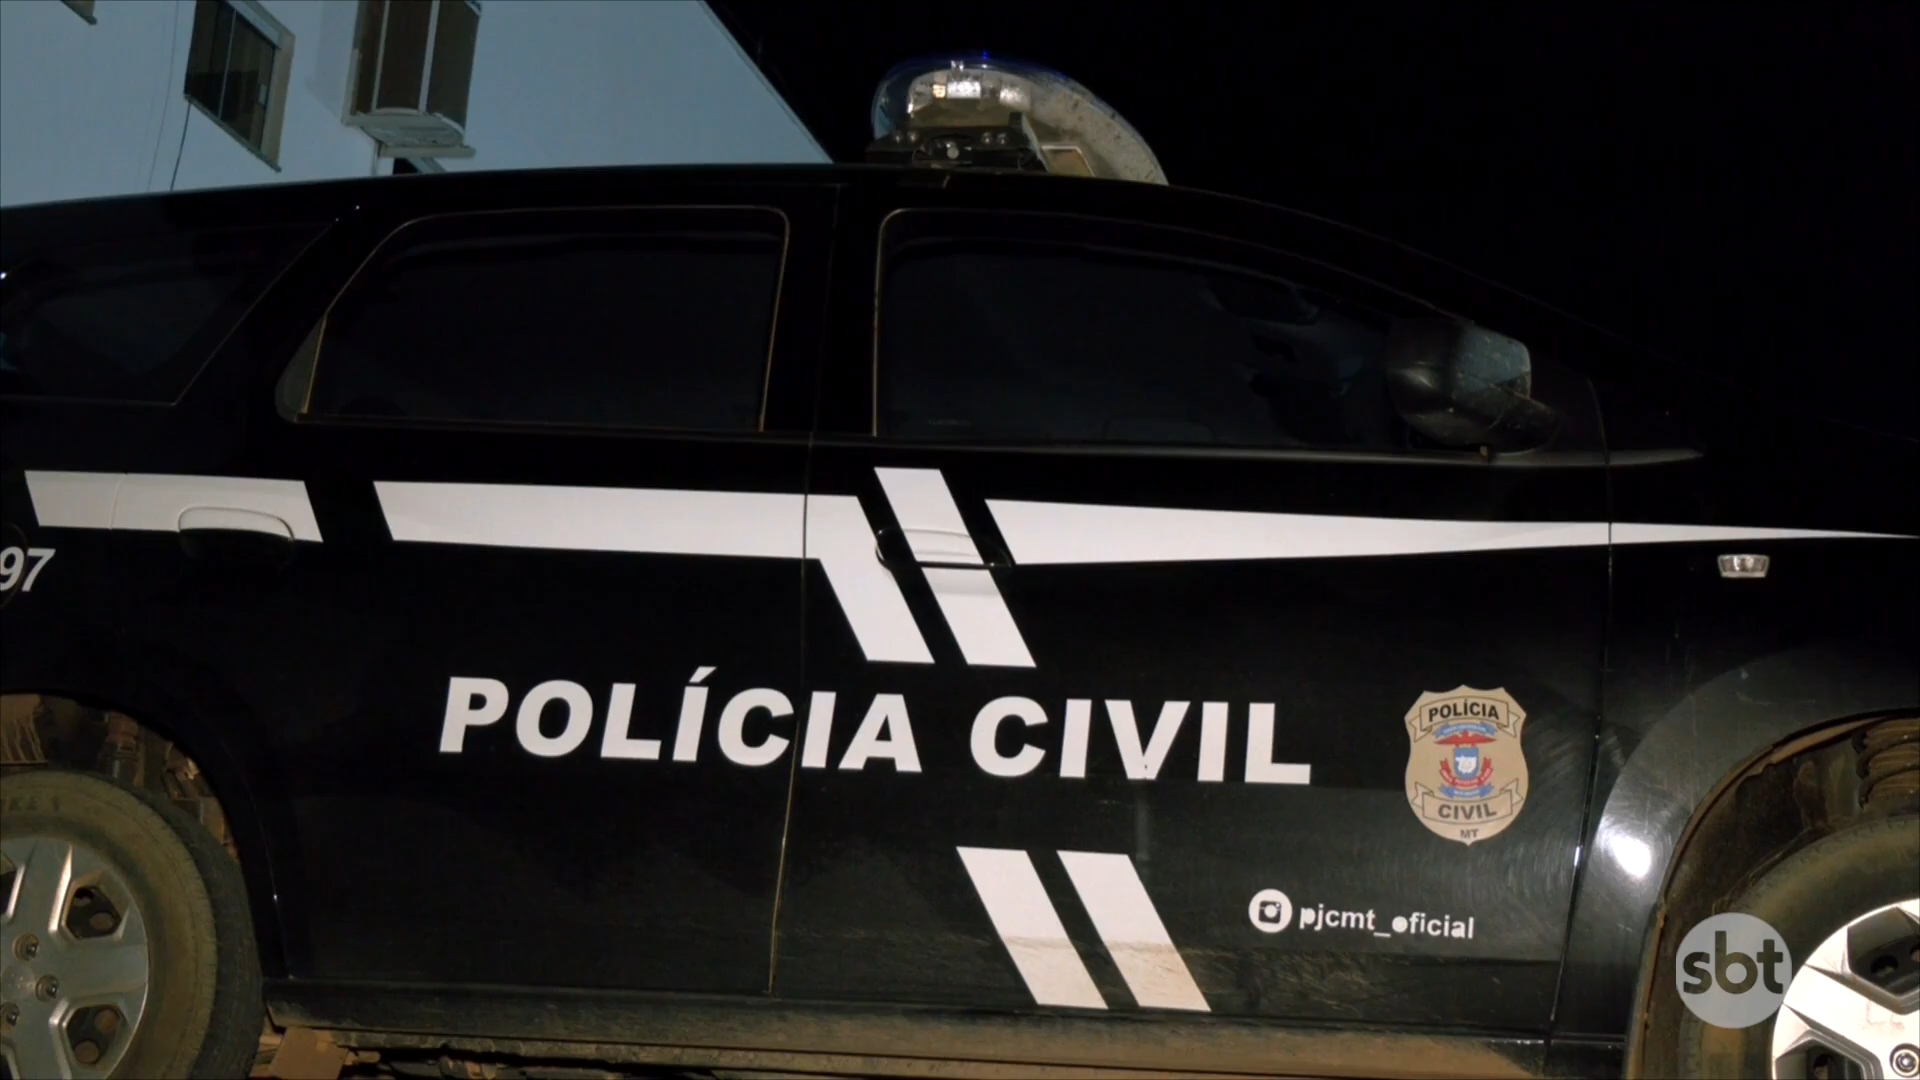 97
POLÍCIA CIVIL
POLÍCIA
CIVIL
MT
pjcmt_oficial
sbt